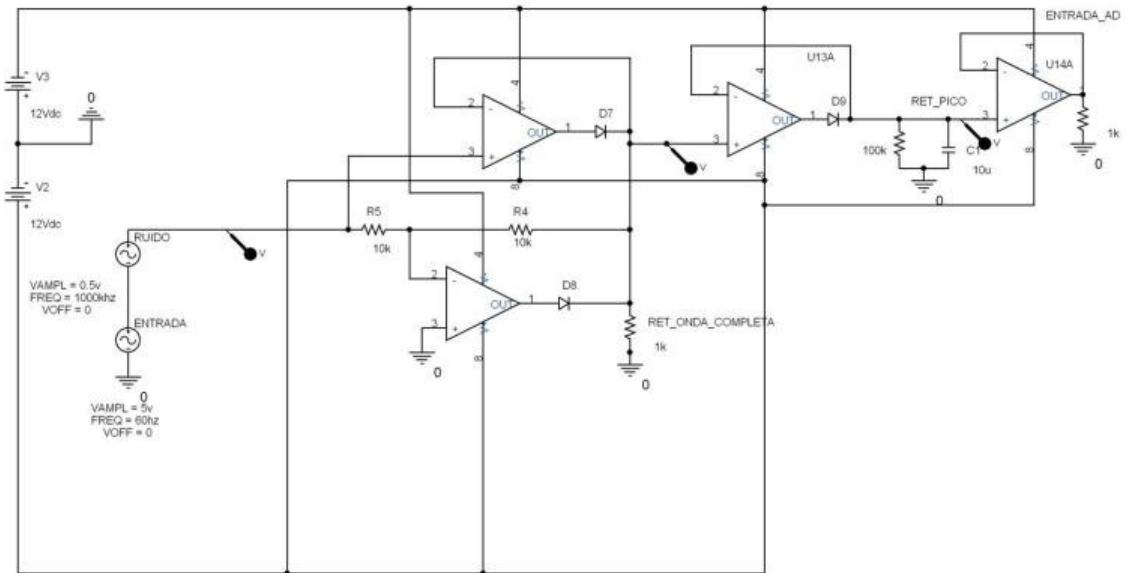 ENTRADA_AD
V3
12Vdc
0
U13A
U14A
4
4
4
2
2
2
OUT
OUT
OUT
1
1
D7
D9
RET_PICO
3
3
3
8
8
8
100k
C1
10u
1k
0
0
V
V
V2
12Vdc
R5
R4
10k
10k
V
RUIDO
VAMPL = 0.5v
FREQ = 1000khz
VOFF = 0
ENTRADA
0
VAMPL = 5v
FREQ = 60hz
VOFF = 0
4
2
OUT
1
D8
3
8
0
RET_ONDA_COMPLETA
1k
0